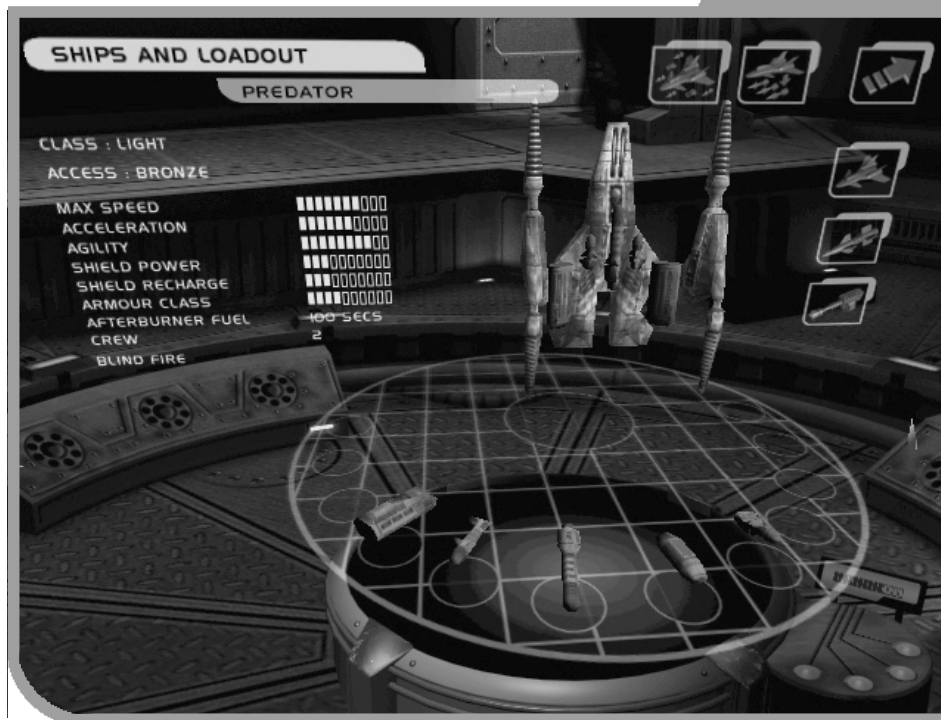 SHIPS AND LOADOUT
PREDATOR
CLASS : LIGHT
ACCESS : BRONZE
MAX SPEED
ACCELERATION
AGILITY
SHIELD POWER
SHIELD RECHARGE
ARMOUR CLASS
AFTERBURNER FUEL 100 SECS
CREW 2
BLIND FIRE